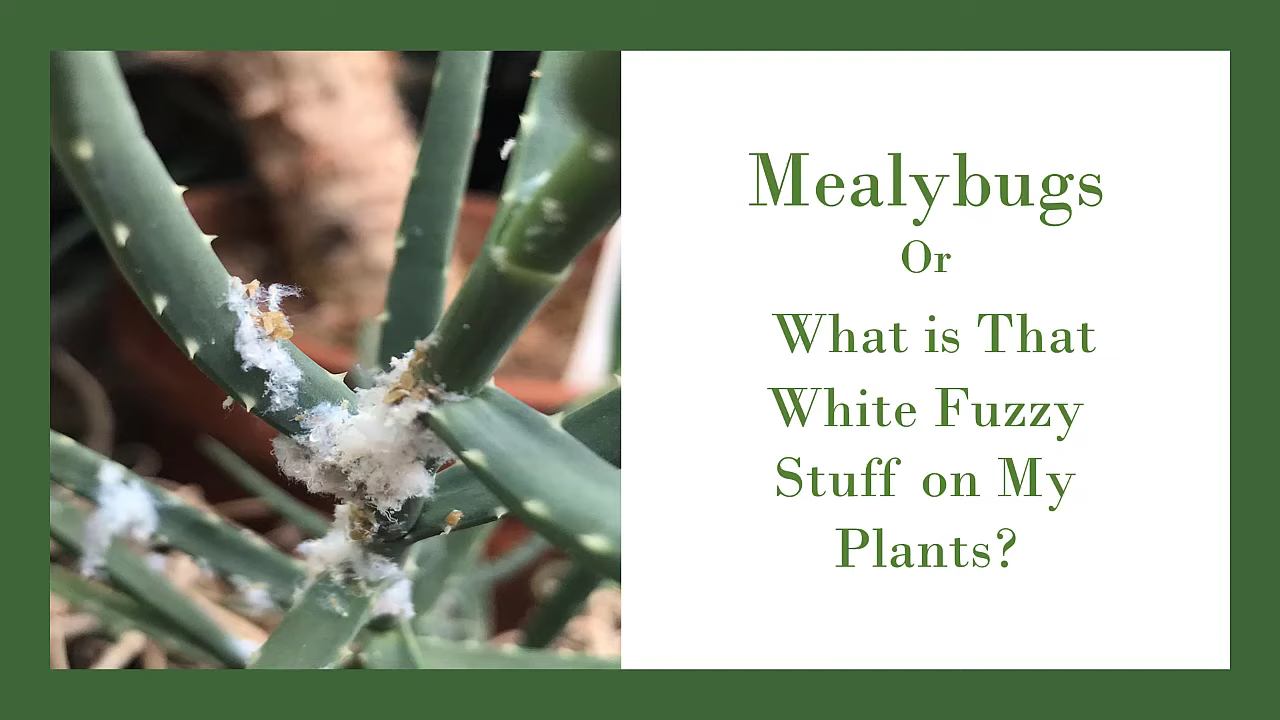 Mealybugs
Or
What is That
White Fuzzy
Stuff on My
Plants?